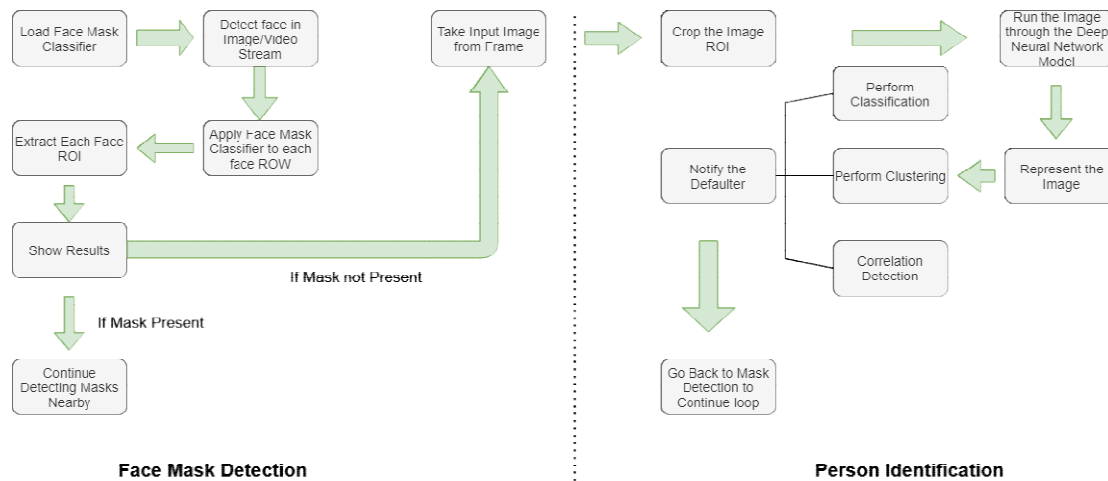 Load Face Mask
Classifier
Detect face in
Image/Video
Stream
Take Input Image
from Frame
Extract Each Face
ROI
Apply Face Mask
Classifier to each
face ROW
Show Results
If Mask not Present
If Mask Present
Continue
Detecting Masks
Nearby
Face Mask Detection
Crop the Image
ROI
Run the Image
through the Deep
Neural Network
Model
Perform
Classification
Notify the
Defaulter
Perform Clustering
Represent the
Image
Correlation
Detection
Go Back to Mask
Detection to
Continue loop
Person Identification